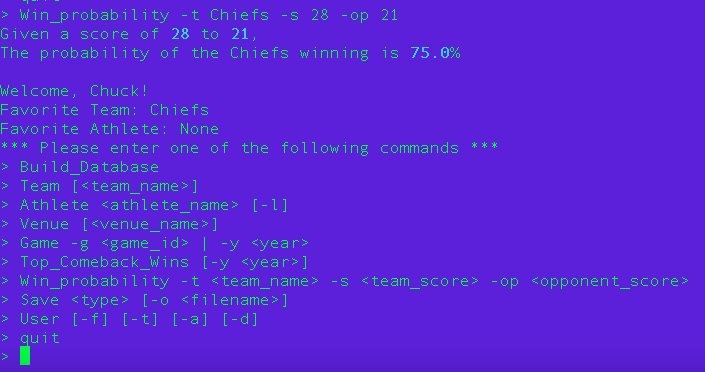 quit
> Win_probability -t Chiefs -s 28 -op 21
Given a score of 28 to 21,
The probability of the Chiefs winning is 75.0%
Welcome, Chuck!
Favorite Team: Chiefs
Favorite Athlete: None
*** Please enter one of the following commands ***
> Build_Database
> Team [<team_name>]
> Athlete <athlete_name> [-l]
> Venue [<venue_name>]
> Game -g <game_id> | -y <year>
> Top_Comeback_Wins [-y <year>]
> Win_probability -t <team_name> -s <team_score> -op <opponent_score>
> Save <type> [-o <filename>]
> User [-f] [-t] [-a] [-d]
> quit
>